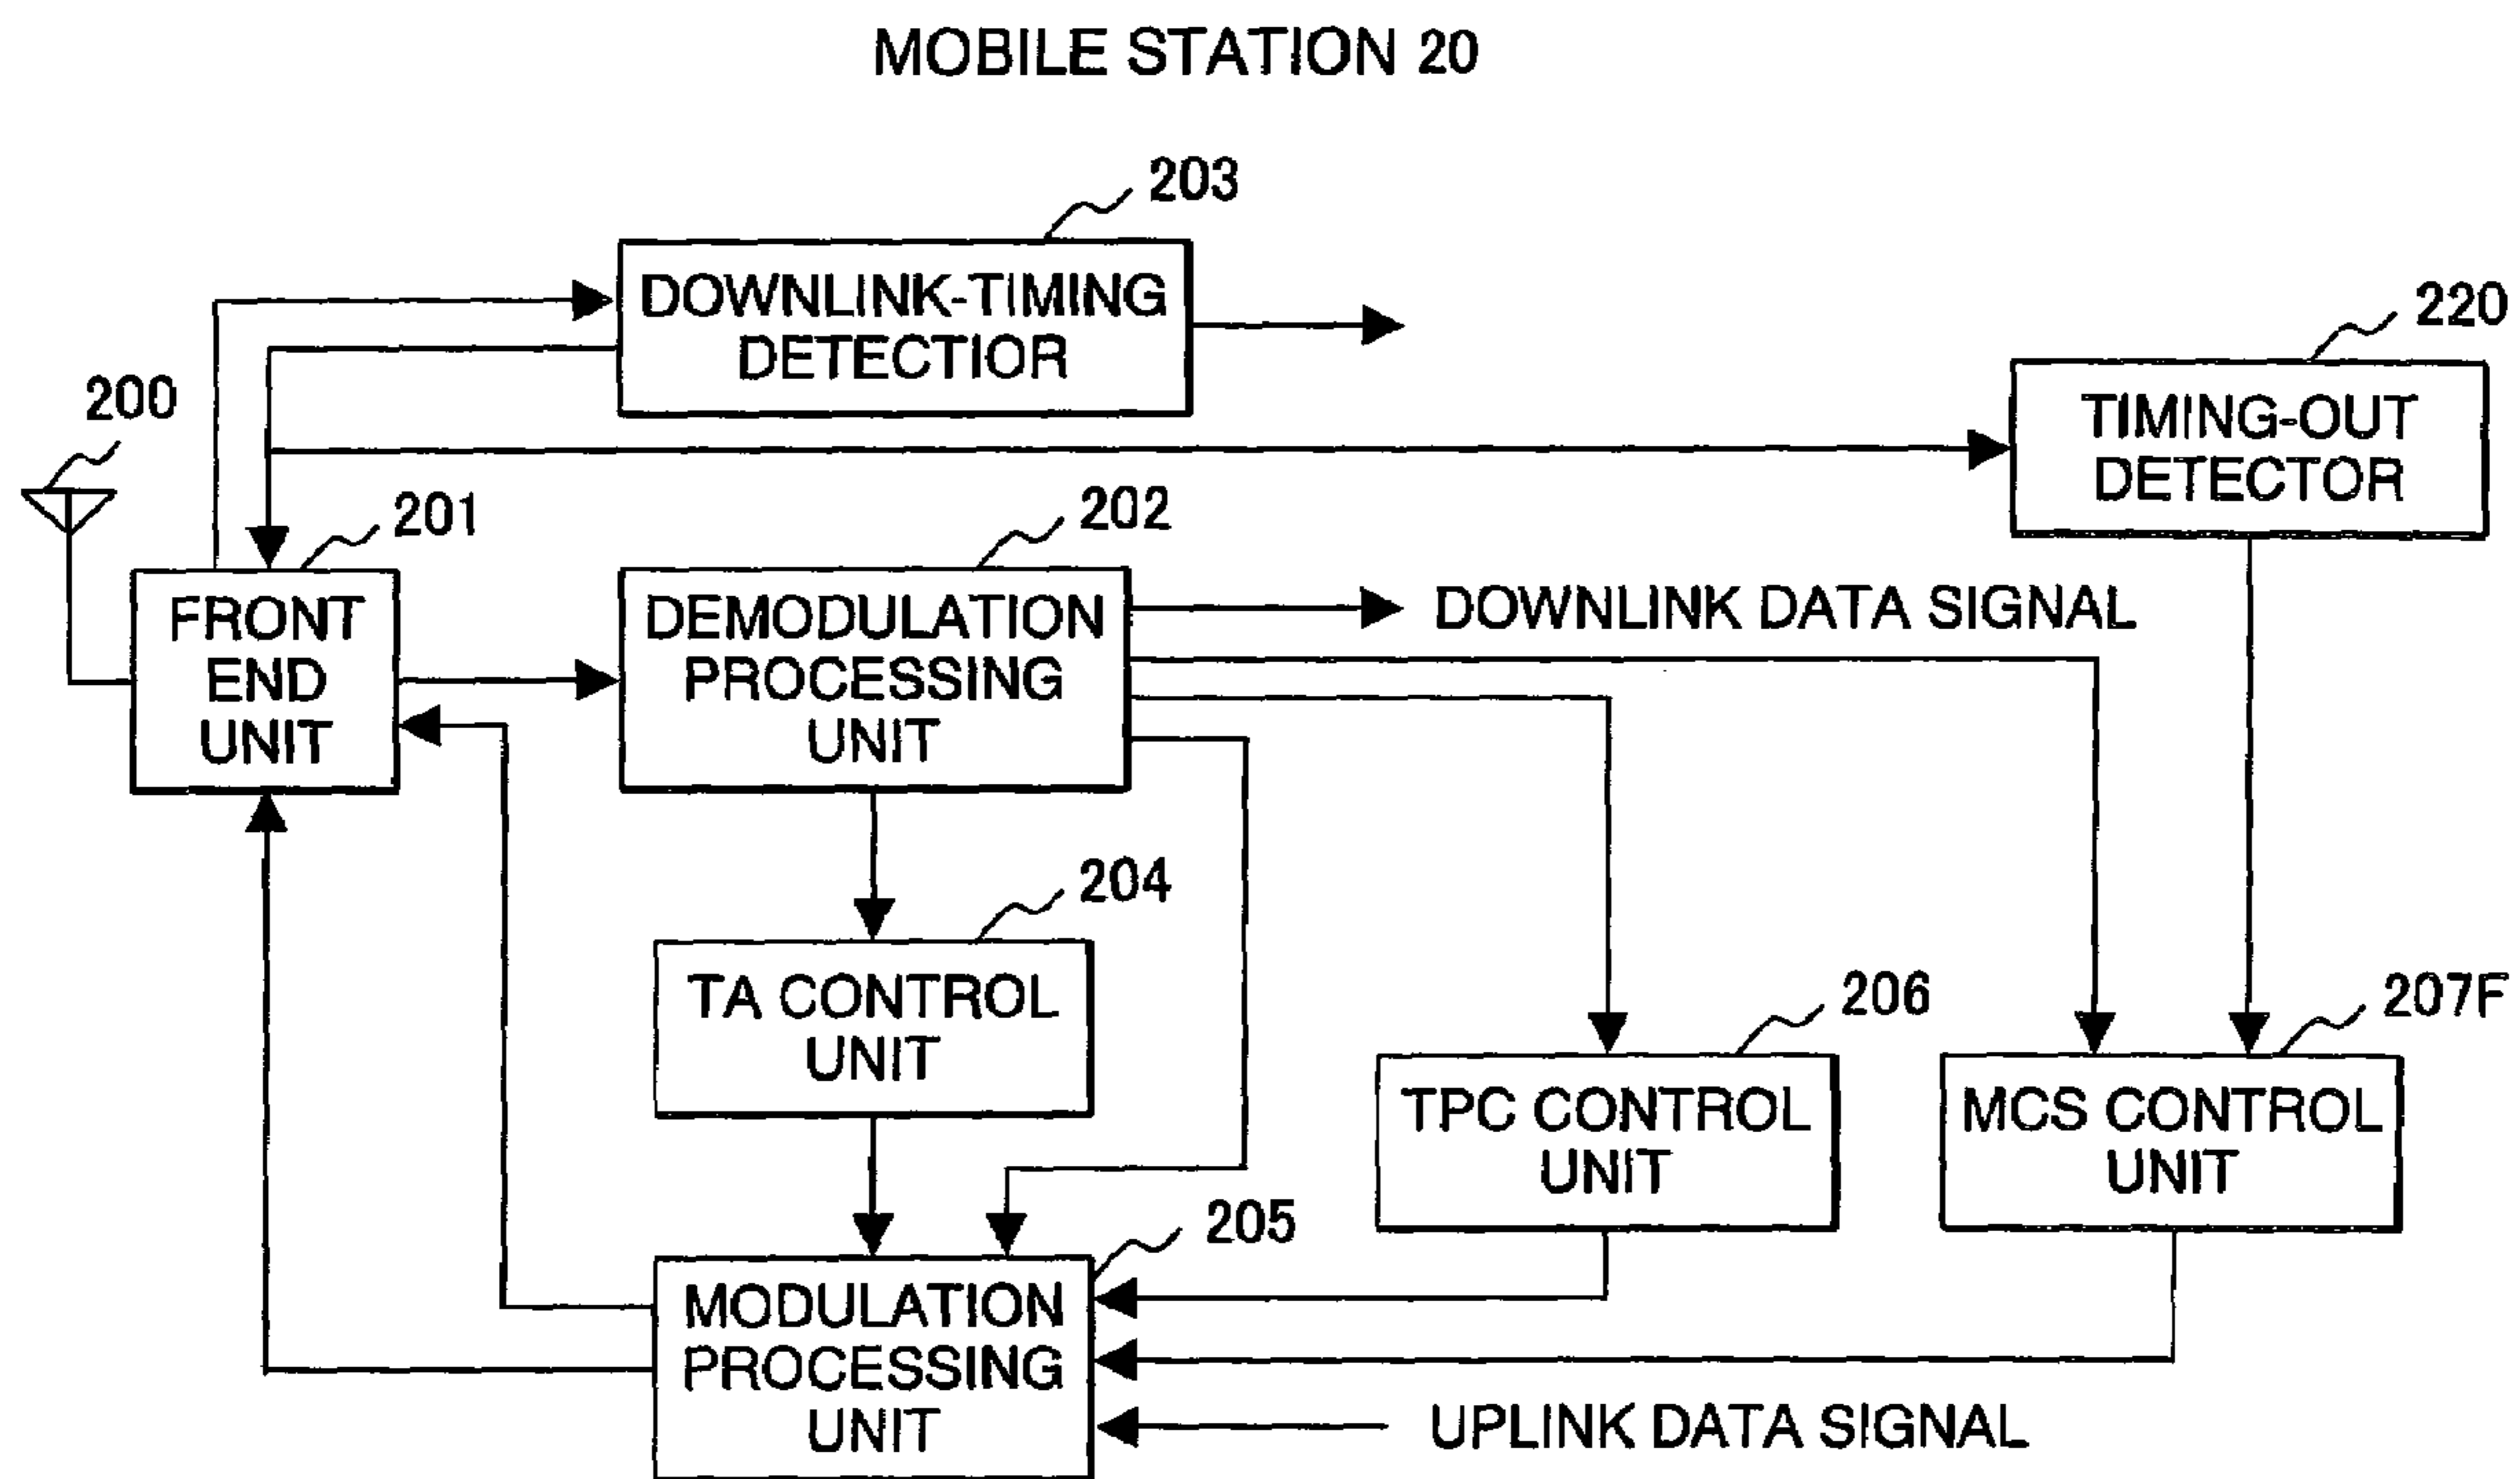 MOBILE STATION 20
203
DOWNLINK-TIMING
DETECTIOR
220
TIMING-OUT
DETECTOR
200
201
202
FRONT
END
UNIT
DEMODULATION
PROCESSING
UNIT
DOWNLINK DATA SIGNAL
204
TA CONTROL
UNIT
206
207F
TPC CONTROL
UNIT
MCS CONTROL
UNIT
205
MODULATION
PROCESSING
UNIT
UPLINK DATA SIGNAL